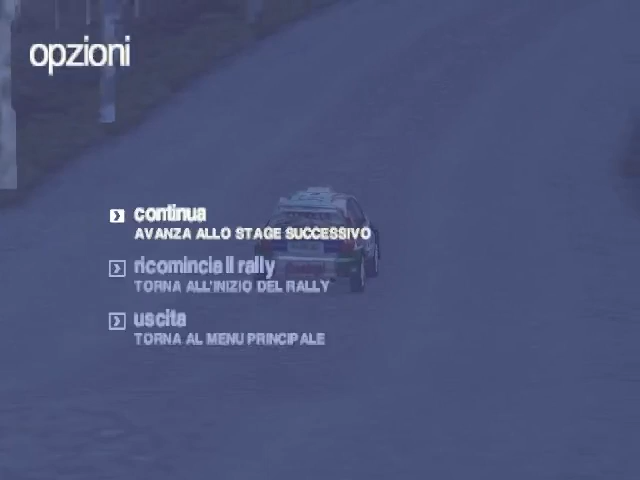 opzioni
continua
AVANZA ALLO STAGE SUCCESSIVO
ricomincia il rally
TORNA ALL'INIZIO DEL RALLY
uscita
TORNA AL MENU PRINCIPALE